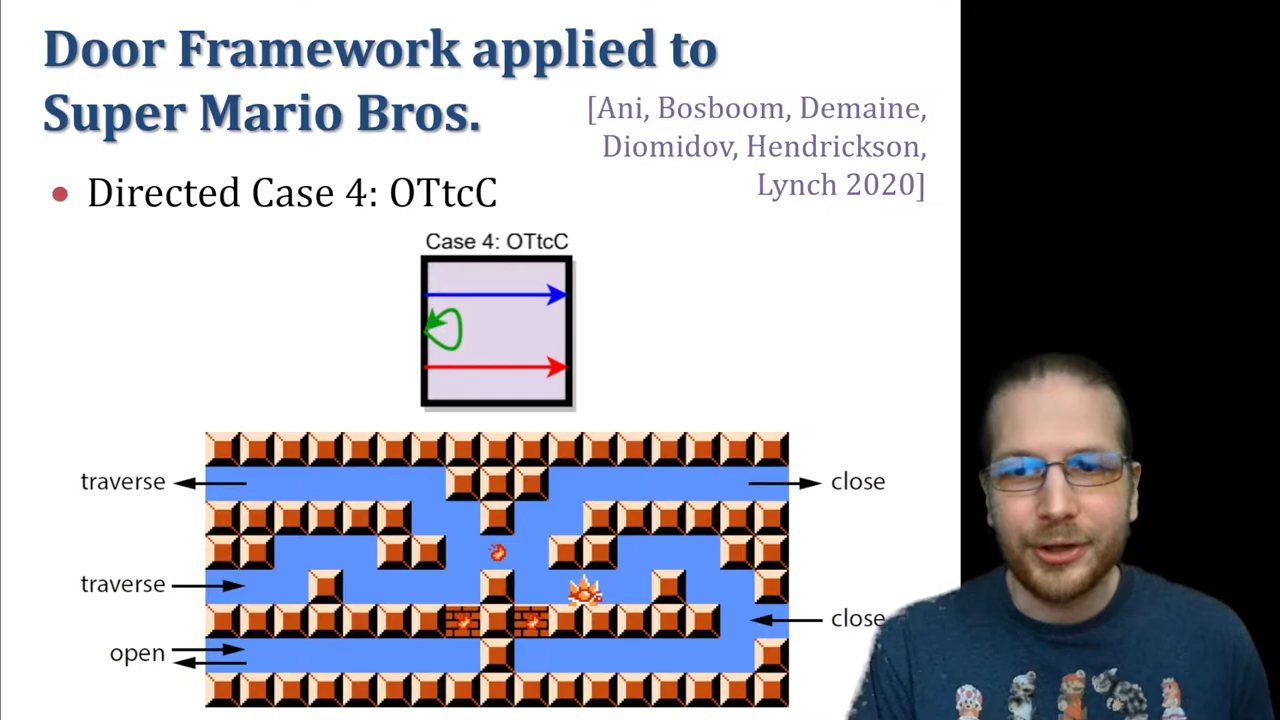 Door Framework applied to
Super Mario Bros.
[Ani, Bosboom, Demaine,
Diomidov, Hendrickson,
Lynch 2020]
• Directed Case 4: OTtcC
Case 4: OTtcC
traverse
close
traverse
close
open